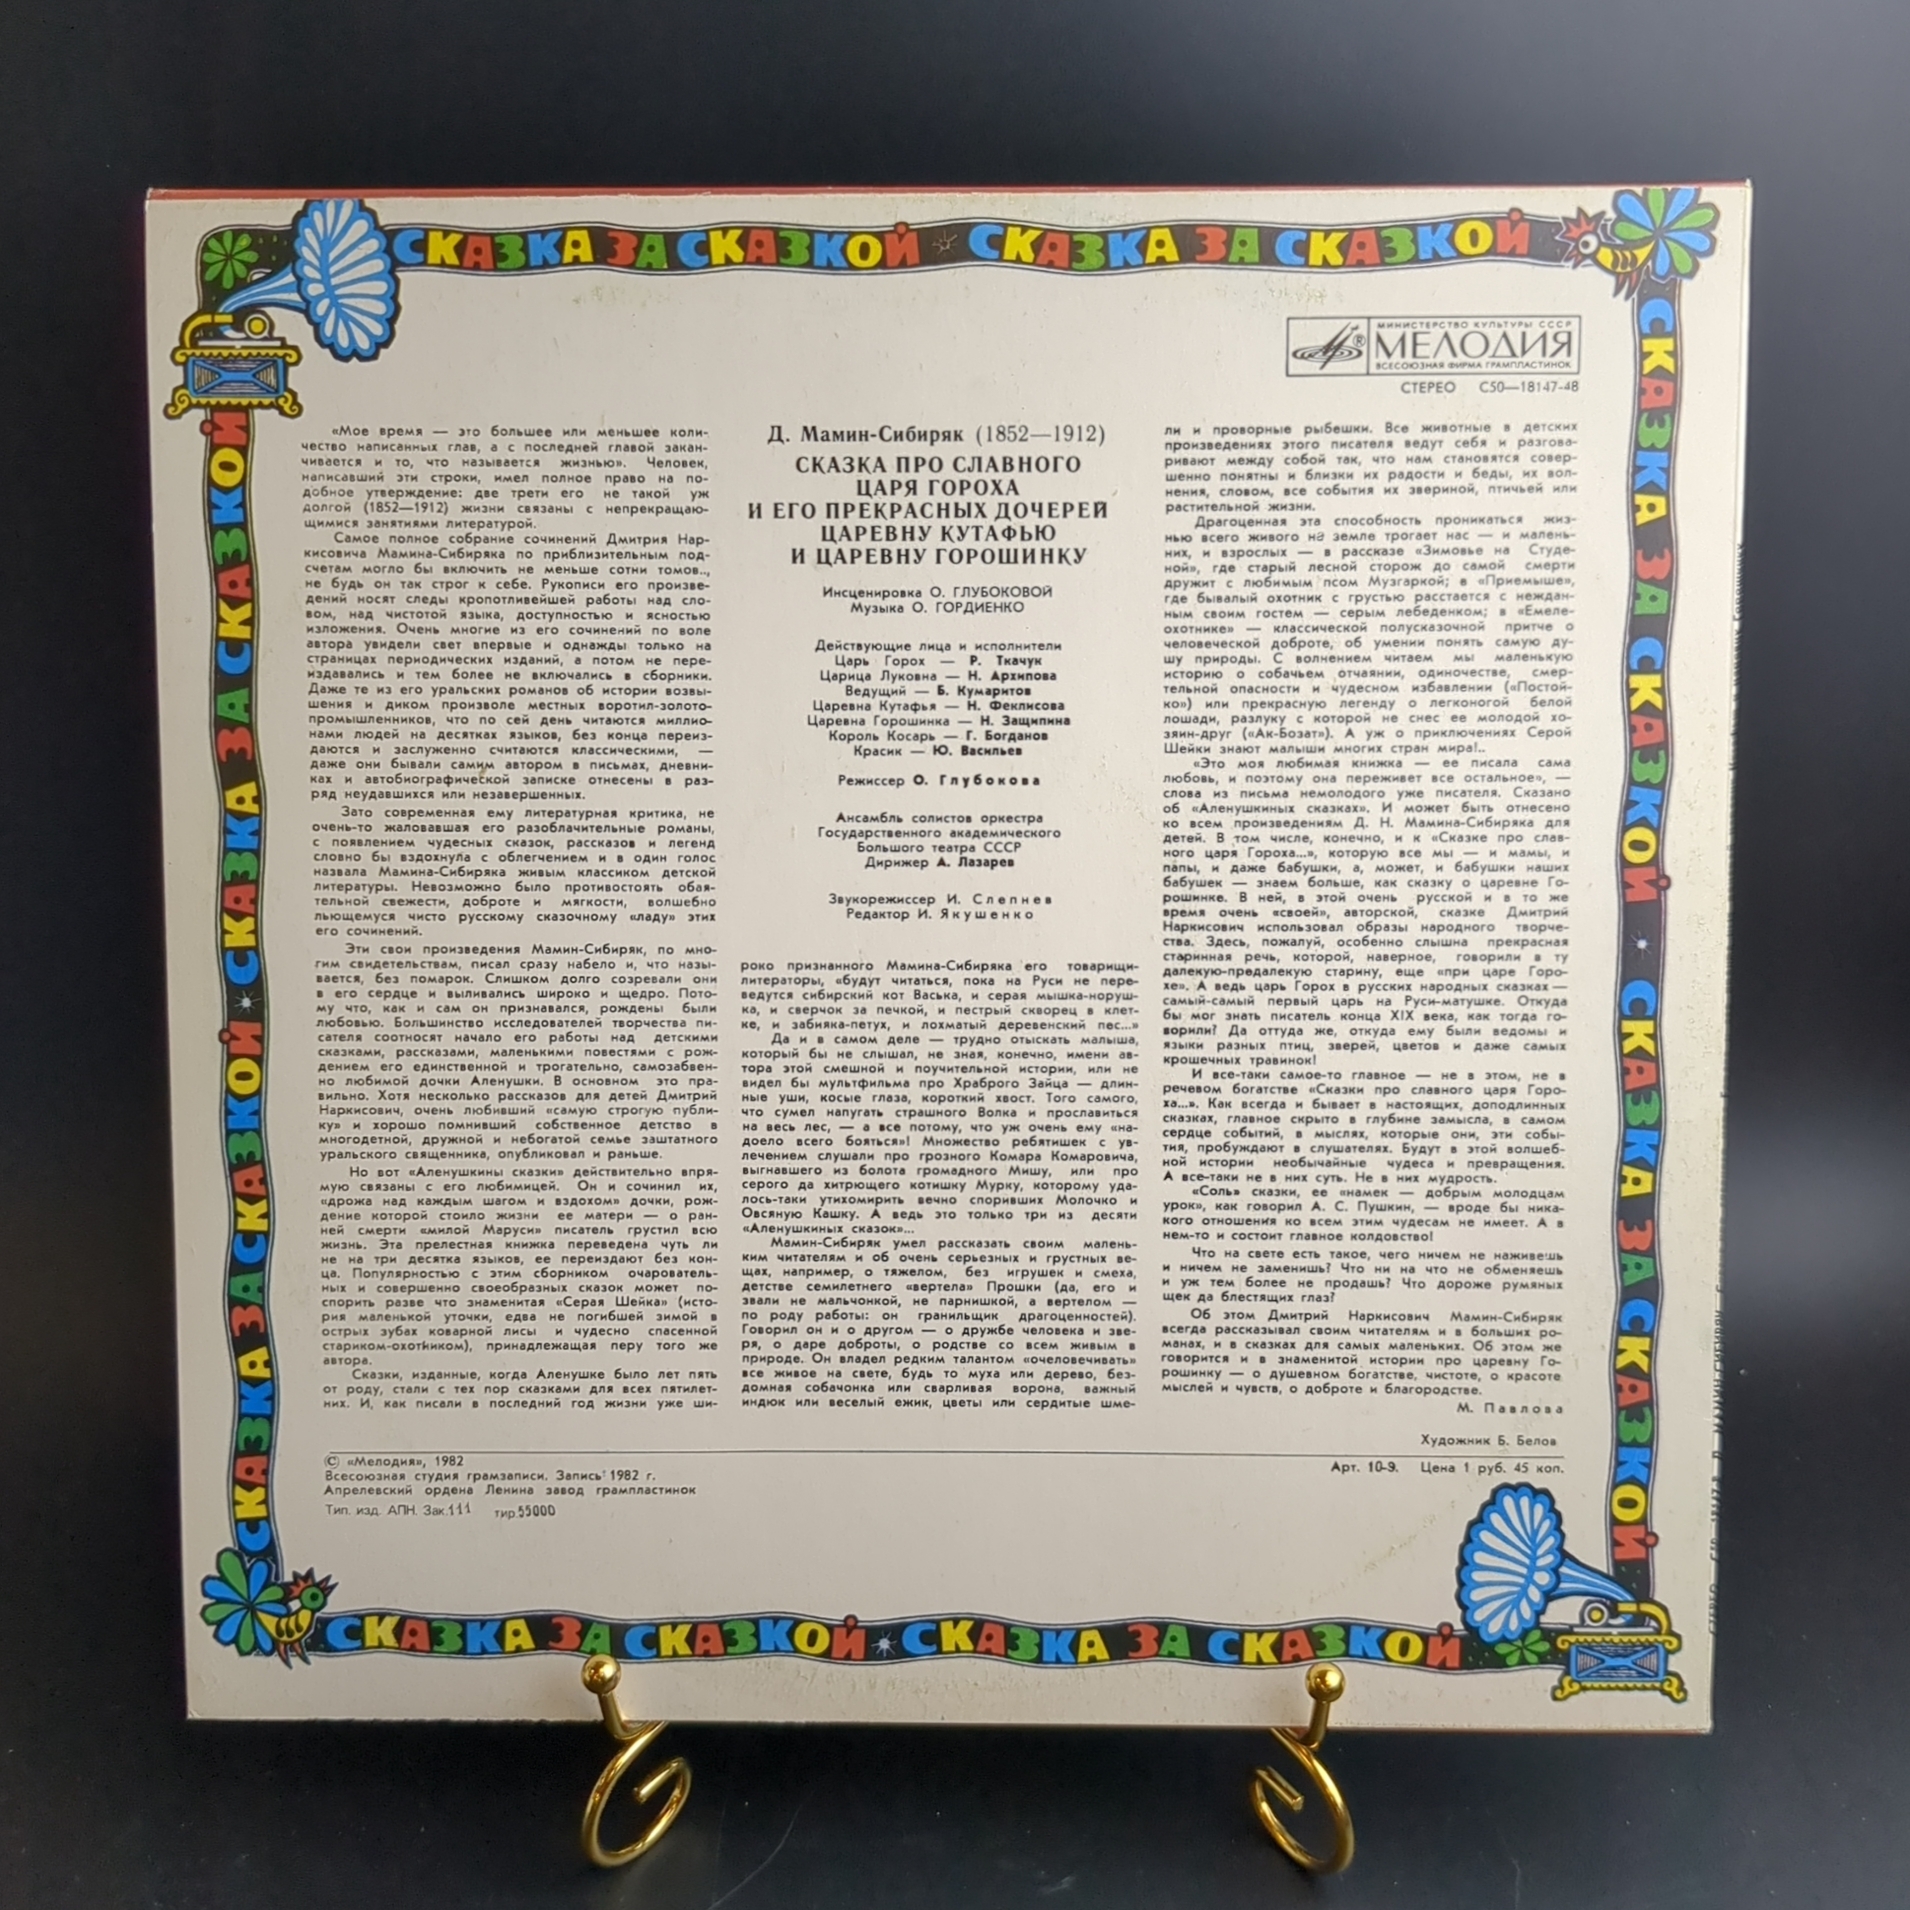 СКАЗКА ЗА СКАЗКОЙ СКАЗКА ЗА СКАЗКОЙ
МИНИСТЕРСТВО КУЛЬТУРЫ СССР
МЕЛОДИЯ
ВСЕСОЮЗНАЯ ФИРМА ГРАМПЛАСТИНОК
СТЕРЕО С50—18147-48
«Мое время — это большее или меньшее коли-
чество написанных глав, а с последней главой закан-
чивается и то, что называется жизнью». Человек,
написавший эти строки, имел полное право на по-
добное утверждение: две трети его не такой уж
долгой (1852—1912) жизни связаны с непрекращаю-
щимися занятиями литературой.
Самое полное собрание сочинений Дмитрия Нар-
кисовича Мамина-Сибиряка по приблизительным под-
счетам могло бы включить не меньше сотни томов..,
не будь он так строг к себе. Рукописи его произве-
дений носят следы кропотливейшей работы над сло-
вом, над чистотой языка, доступностью и ясностью
изложения. Очень многие из его сочинений по воле
автора увидели свет впервые и однажды только на
страницах периодических изданий, а потом не пере-
издавались и тем более не включались в сборники.
Даже те из его уральских романов об истории возвы-
шения и диком произволе местных воротил-золото-
промышленников, что по сей день читаются миллио-
нами людей на десятках языков, без конца переиз-
даются и заслуженно считаются классическими, —
даже они бывали самим автором в письмах, дневни-
ках и автобиографической записке отнесены в раз-
ряд неудавшихся или незавершенных.
Зато современная ему литературная критика, не
очень-то жаловавшая его разоблачительные романы,
с появлением чудесных сказок, рассказов и легенд
словно бы вздохнула с облегчением и в один голос
назвала Мамина-Сибиряка живым классиком детской
литературы. Невозможно было противостоять обая-
тельной свежести, доброте и мягкости, волшебно
льющемуся чисто русскому сказочному «ладу» этих
его сочинений.
Эти свои произведения Мамин-Сибиряк, по мно-
гим свидетельствам, писал сразу набело и, что назы-
вается, без помарок. Слишком долго созревали они
в его сердце и выливались широко и щедро. Пото-
му что, как и сам он признавался, рождены были
любовью. Большинство исследователей творчества пи-
сателя соотносят начало его работы над детскими
сказками, рассказами, маленькими повестями с рож-
дением его единственной и трогательно, самозабвен-
но любимой дочки Аленушки. В основном это пра-
вильно. Хотя несколько рассказов для детей Дмитрий
Наркисович, очень любивший «самую строгую публи-
ку» и хорошо помнивший собственное детство в
многодетной, дружной и небогатой семье заштатного
уральского священника, опубликовал и раньше.
Но вот «Аленушкины сказки» действительно впря-
мую связаны с его любимицей. Он и сочинил их,
«дрожа над каждым шагом и вздохом» дочки, рож-
дение которой стоило жизни ее матери — о ран-
ней смерти «милой Маруси» писатель грустил всю
жизнь. Эта прелестная книжка переведена чуть ли
не на три десятка языков, ее переиздают без кон-
ца. Популярностью с этим сборником очарователь-
ных и совершенно своеобразных сказок может по-
спорить разве что знаменитая «Серая Шейка» (исто-
рия маленькой уточки, едва не погибшей зимой в
острых зубах коварной лисы и чудесно спасенной
стариком-охотником), принадлежащая перу того же
автора.
Сказки, изданные, когда Аленушке было лет пять
от роду, стали с тех пор сказками для всех пятилет-
них. И, как писали в последний год жизни уже ши-
Д. Мамин-Сибиряк (1852—1912)
СКАЗКА ПРО СЛАВНОГО
ЦАРЯ ГОРОХА
И ЕГО ПРЕКРАСНЫХ ДОЧЕРЕЙ
ЦАРЕВНУ КУТАФЬЮ
И ЦАРЕВНУ ГОРОШИНКУ
Инсценировка О. ГЛУБОКОВОЙ
Музыка О. ГОРДИЕНКО
Действующие лица и исполнители
Царь Горох — Р. Ткачук
Царица Луковна — Н. Архипова
Ведущий — Б. Кумаритов
Царевна Кутафья — Н. Феклисова
Царевна Горошинка — Н. Защипина
Король Косарь — Г. Богданов
Красик — Ю. Васильев
Режиссер О. Глубокова
Ансамбль солистов оркестра
Государственного академического
Большого театра СССР
Дирижер А. Лазарев
Звукорежиссер И. Слепнев
Редактор И. Якушенко
роко признанного Мамина-Сибиряка его товарищи-
литераторы, «будут читаться, пока на Руси не пере-
ведутся сибирский кот Васька, и серая мышка-норуш-
ка, и сверчок за печкой, и пестрый скворец в клет-
ке, и забияка-петух, и лохматый деревенский пес...»
Да и в самом деле — трудно отыскать малыша,
который бы не слышал, не зная, конечно, имени ав-
тора этой смешной и поучительной истории, или не
видел бы мультфильма про Храброго Зайца — длин-
ные уши, косые глаза, короткий хвост. Того самого,
что сумел напугать страшного Волка и прославиться
на весь лес, — а все потому, что уж очень ему «на-
доело всего бояться»! Множество ребятишек с ув-
лечением слушали про грозного Комара Комаровича,
выгнавшего из болота громадного Мишу, или про
серого да хитрющего котишку Мурку, которому уда-
лось-таки утихомирить вечно споривших Молочко и
Овсяную Кашку. А ведь это только три из десяти
«Аленушкиных сказок»...
Мамин-Сибиряк умел рассказать своим малень-
ким читателям и об очень серьезных и грустных ве-
щах, например, о тяжелом, без игрушек и смеха,
детстве семилетнего «вертела» Прошки (да, его и
звали не мальчонкой, не парнишкой, а вертелом —
по роду работы: он гранильщик драгоценностей).
Говорил он и о другом — о дружбе человека и зве-
ря, о даре доброты, о родстве со всем живым в
природе. Он владел редким талантом «очеловечивать»
все живое на свете, будь то муха или дерево, без-
домная собачонка или сварливая ворона, важный
индюк или веселый ежик, цветы или сердитые шме-
ли и проворные рыбешки. Все животные в детских
произведениях этого писателя ведут себя и разгова-
ривают между собой так, что нам становятся совер-
шенно понятны и близки их радости и беды, их вол-
нения, словом, все события их звериной, птичьей или
растительной жизни.
Драгоценная эта способность проникаться жиз-
нью всего живого на земле трогает нас — и малень-
ких, и взрослых — в рассказе «Зимовье на Студе-
ной», где старый лесной сторож до самой смерти
дружит с любимым псом Музгаркой; в «Приемыше»,
где бывалый охотник с грустью расстается с неждан-
ным своим гостем — серым лебеденком; в «Емеле-
охотнике» — классической полусказочной притче о
человеческой доброте, об умении понять самую ду-
шу природы. С волнением читаем мы маленькую
историю о собачьем отчаянии, одиночестве, смер-
тельной опасности и чудесном избавлении («Постой-
ко») или прекрасную легенду о легконогой белой
лошади, разлуку с которой не снес ее молодой хо-
зяин-друг («Ак-Бозат»). А уж о приключениях Серой
Шейки знают малыши многих стран мира!..
«Это моя любимая книжка — ее писала сама
любовь, и поэтому она переживет все остальное», —
слова из письма немолодого уже писателя. Сказано
об «Аленушкиных сказках». И может быть отнесено
ко всем произведениям Д. Н. Мамина-Сибиряка для
детей. В том числе, конечно, и к «Сказке про слав-
ного царя Гороха...», которую все мы — и мамы, и
папы, и даже бабушки, а, может, и бабушки наших
бабушек — знаем больше, как сказку о царевне Го-
рошинке. В ней, в этой очень русской и в то же
время очень «своей», авторской, сказке Дмитрий
Наркисович использовал образы народного творче-
ства. Здесь, пожалуй, особенно слышна прекрасная
старинная речь, которой, наверное, говорили в ту
далекую-предалекую старину, еще «при царе Горо-
хе». А ведь царь Горох в русских народных сказках —
самый-самый первый царь на Руси-матушке. Откуда
бы мог знать писатель конца XIX века, как тогда го-
ворили? Да оттуда же, откуда ему были ведомы и
языки разных птиц, зверей, цветов и даже самых
крошечных травинок!
И все-таки самое-то главное — не в этом, не в
речевом богатстве «Сказки про славного царя Горо-
ха...». Как всегда и бывает в настоящих, доподлинных
сказках, главное скрыто в глубине замысла, в самом
сердце событий, в мыслях, которые они, эти собы-
тия, пробуждают в слушателях. Будут в этой волшеб-
ной истории необычайные чудеса и превращения.
А все-таки не в них суть. Не в них мудрость.
«Соль» сказки, ее «намек — добрым молодцам
урок», как говорил А. С. Пушкин, — вроде бы ника-
кого отношения ко всем этим чудесам не имеет. А в
нем-то и состоит главное колдовство!
Что на свете есть такое, чего ничем не наживешь
и ничем не заменишь? Что ни на что не обменяешь
и уж тем более не продашь? Что дороже румяных
щек да блестящих глаз?
Об этом Дмитрий Наркисович Мамин-Сибиряк
всегда рассказывал своим читателям и в больших ро-
манах, и в сказках для самых маленьких. Об этом же
говорится и в знаменитой истории про царевну Го-
рошинку — о душевном богатстве, чистоте, о красоте
мыслей и чувств, о доброте и благородстве.
М. Павлова
Художник Б. Белов
© «Мелодия», 1982
Всесоюзная студия грамзаписи. Запись 1982 г.
Апрелевский ордена Ленина завод грампластинок
Тип. изд. АПН. Зак.111 тир.55000
Арт. 10-9. Цена 1 руб. 45 коп.
СКАЗКА ЗА СКАЗКОЙ СКАЗКА ЗА СКАЗКОЙ
СКАЗКА ЗА СКАЗКОЙ СКАЗКА ЗА СКАЗКОЙ
СКАЗКА ЗА СКАЗКОЙ СКАЗКА ЗА СКАЗКОЙ